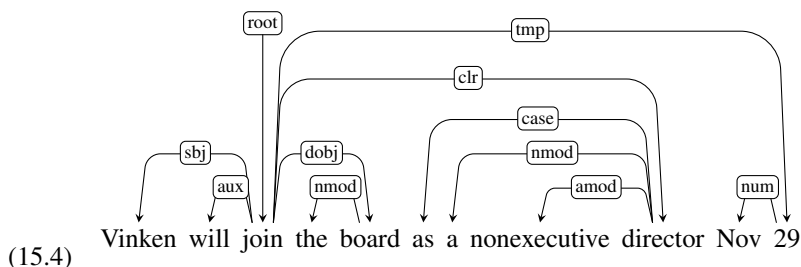 root
tmp
clr
case
sbj dobj nmod
aux nmod amod num
Vinken will join the board as a nonexecutive director Nov 29
(15.4)